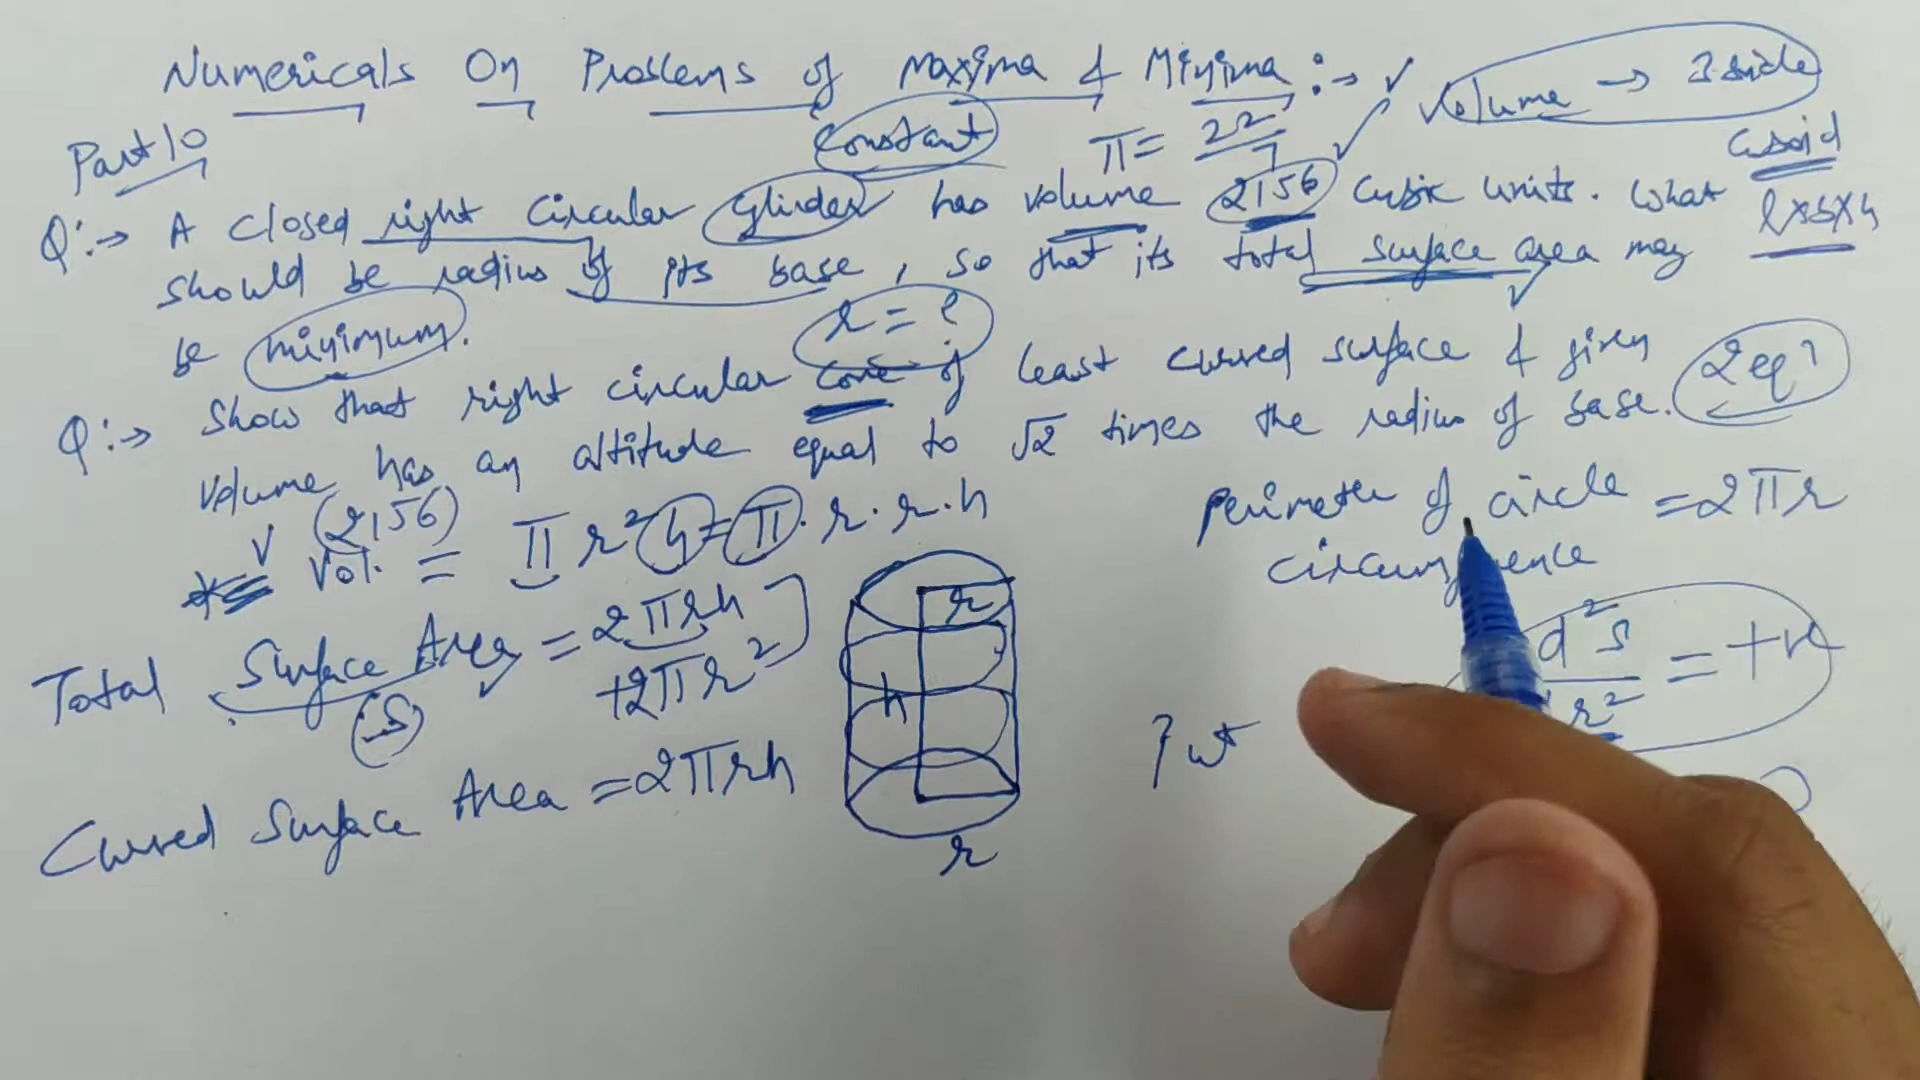 Numericals On Problems of Maxima & Minima :→ ✓
Volume → 3 side
Part 10
Constant
π = 22/7 ✓
Cuboid
Q:→ A closed right circular cylinder has volume 2156 cubic units. What
l×b×h
should be radius of its base, so that its total surface area may
be minimum.
r = ?
Q:→ Show that right circular cone of least curved surface & given
2 eqn
volume has an altitude equal to √2 times the radius of base.
(2156)
Vol. = π r² h = π . r . r . h
Perimeter of circle = 2πr
circumference
Total Surface Area = 2πrh
+2πr²
(S)
r
h
r
d²s
r² = +ve
Curved Surface Area = 2πrh